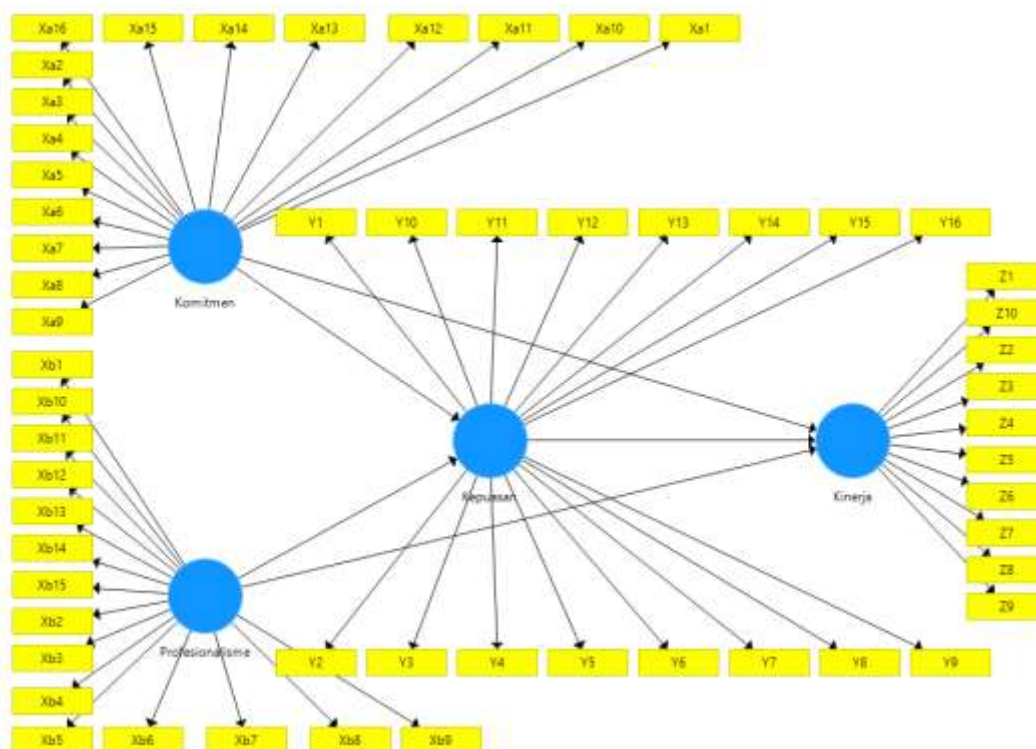 Xa16 Xa15 Xa14 Xa13 Xa12 Xa11 Xa10 Xa1
Xa2
Xa3
Xa4
Xa5
Xa6
Xa7
Xa8
Xa9
Komitmen
Y1 Y10 Y11 Y12 Y13 Y14 Y15 Y16
Z1
Z10
Z2
Z3
Z4
Z5
Z6
Z7
Z8
Z9
Kepuasan
Kinerja
Xb1
Xb10
Xb11
Xb12
Xb13
Xb14
Xb15
Xb2
Xb3
Xb4
Xb5 Xb6 Xb7 Xb8 Xb9
Profesionalisme
Y2 Y3 Y4 Y5 Y6 Y7 Y8 Y9